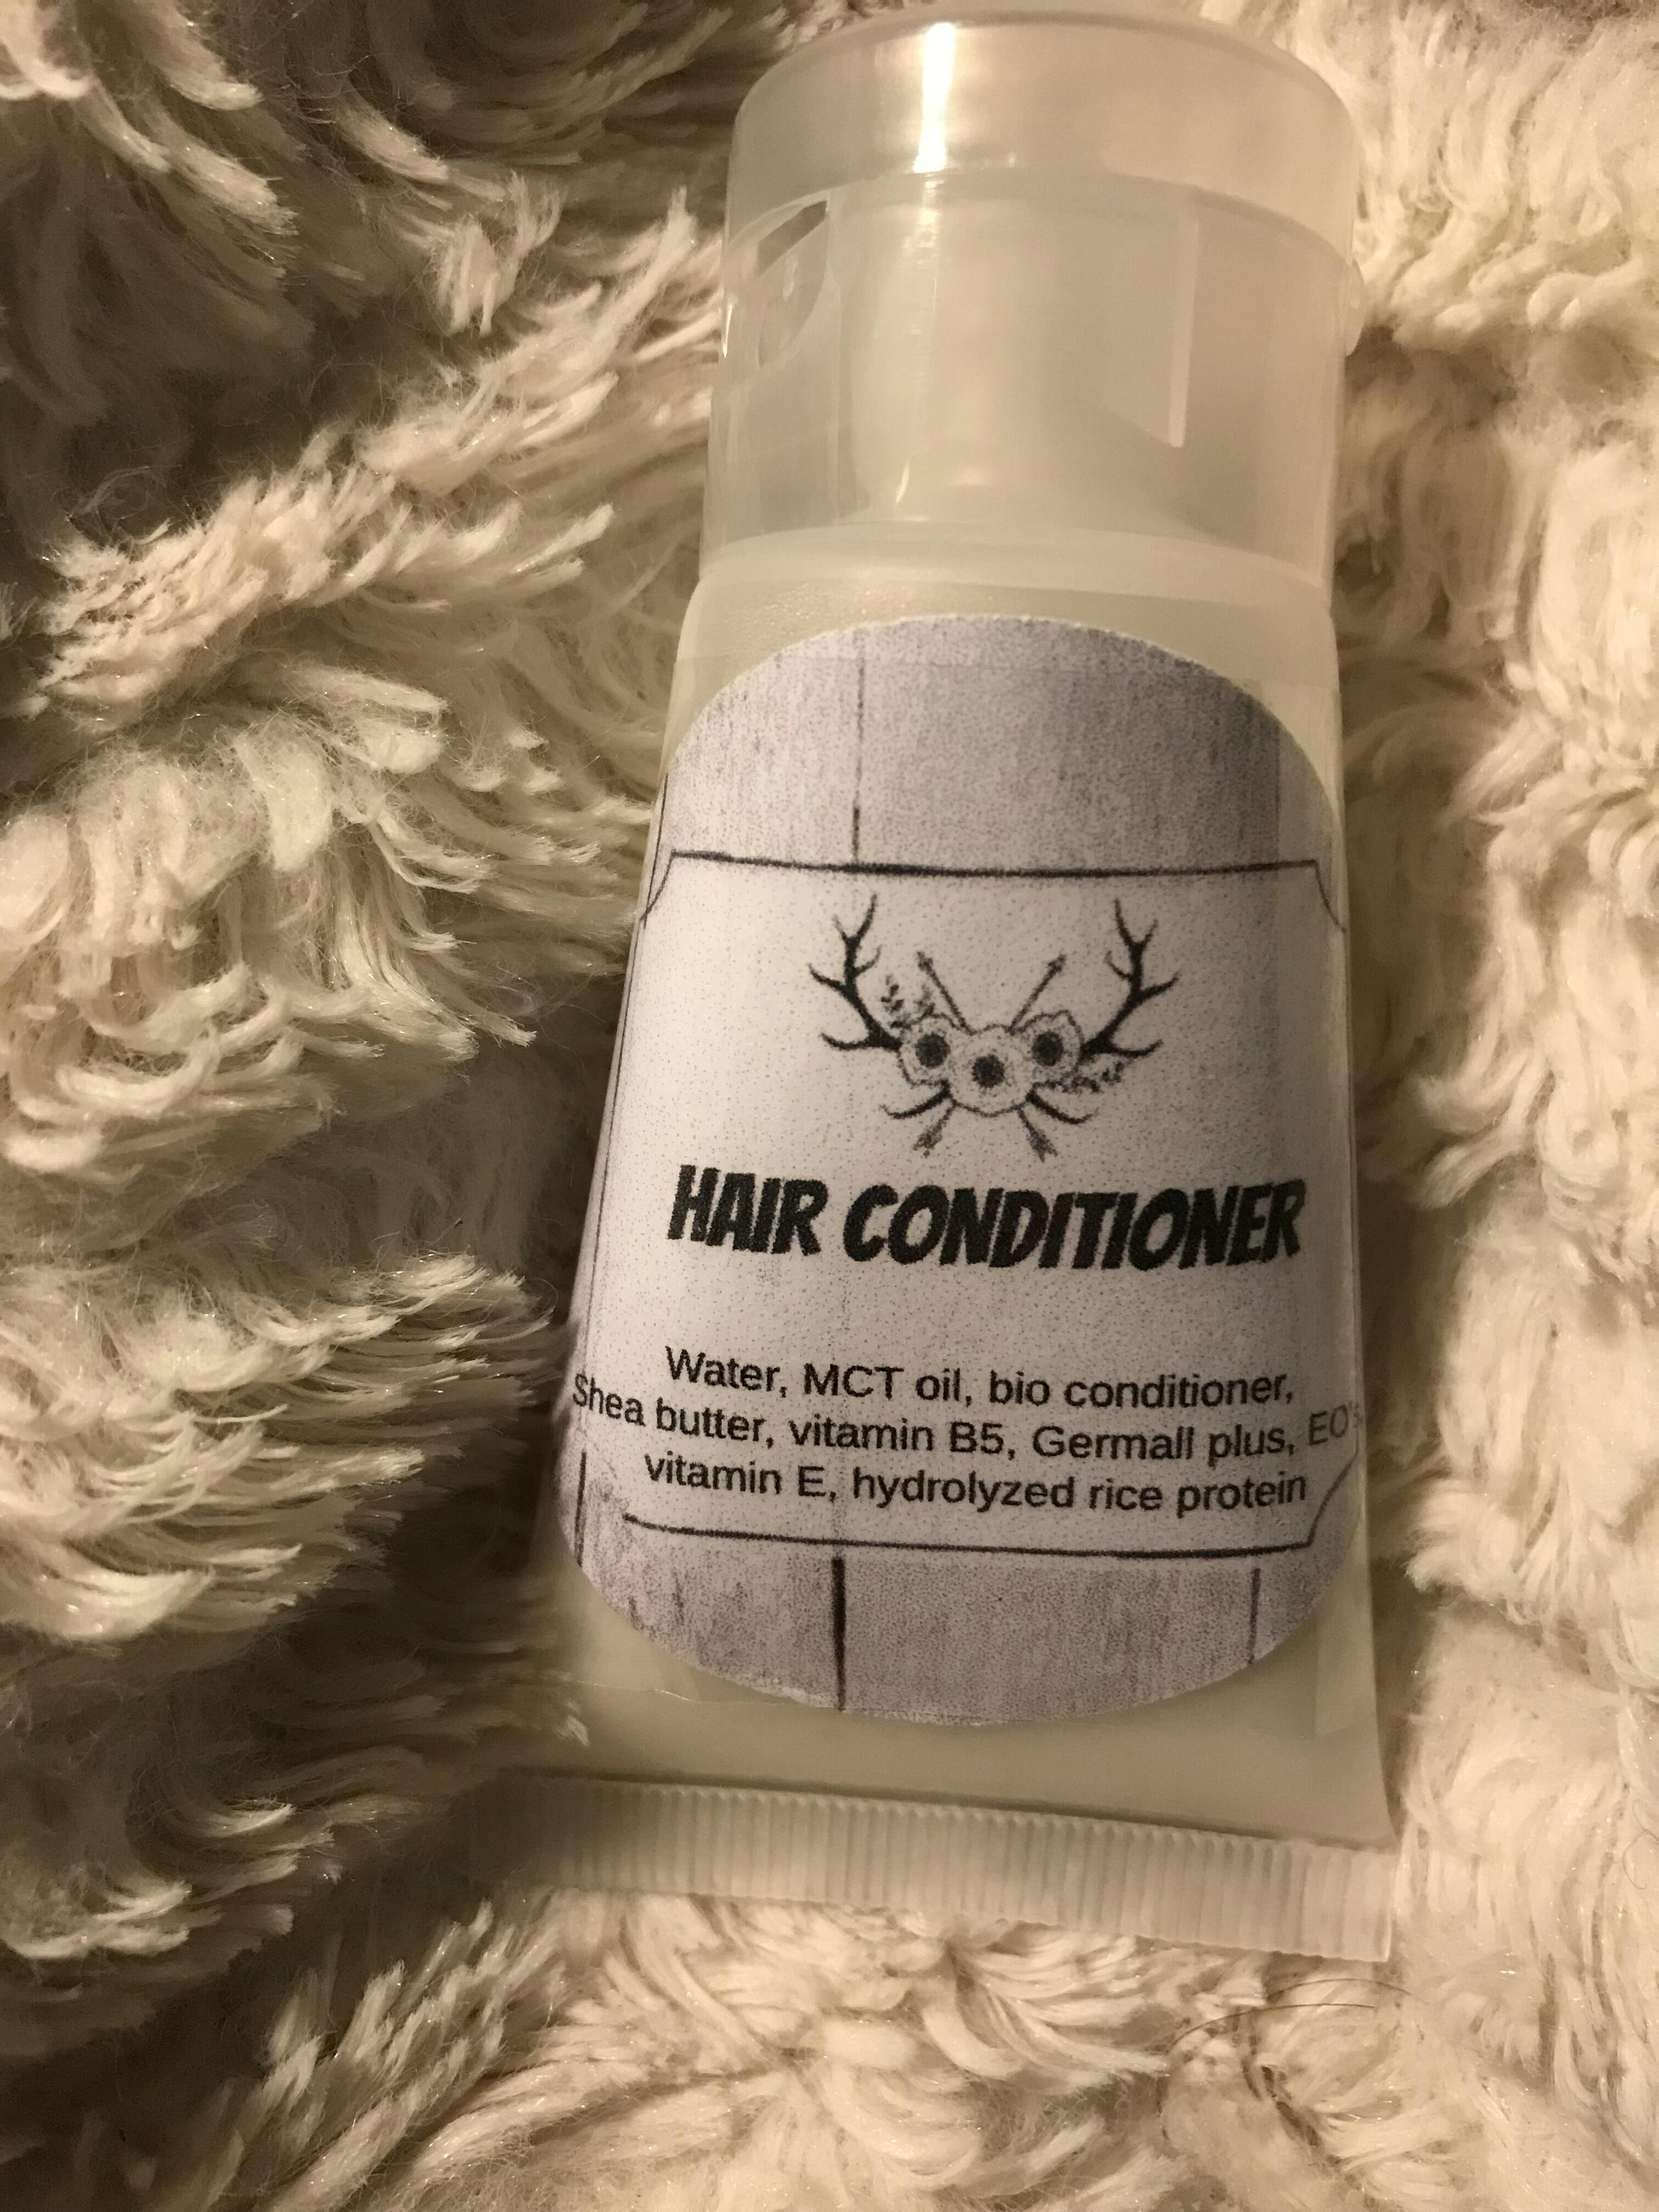 HAIR CONDITIONER
Water, MCT oil, bio conditioner,
Shea butter, vitamin B5, Germall plus, EO's
vitamin E, hydrolyzed rice protein